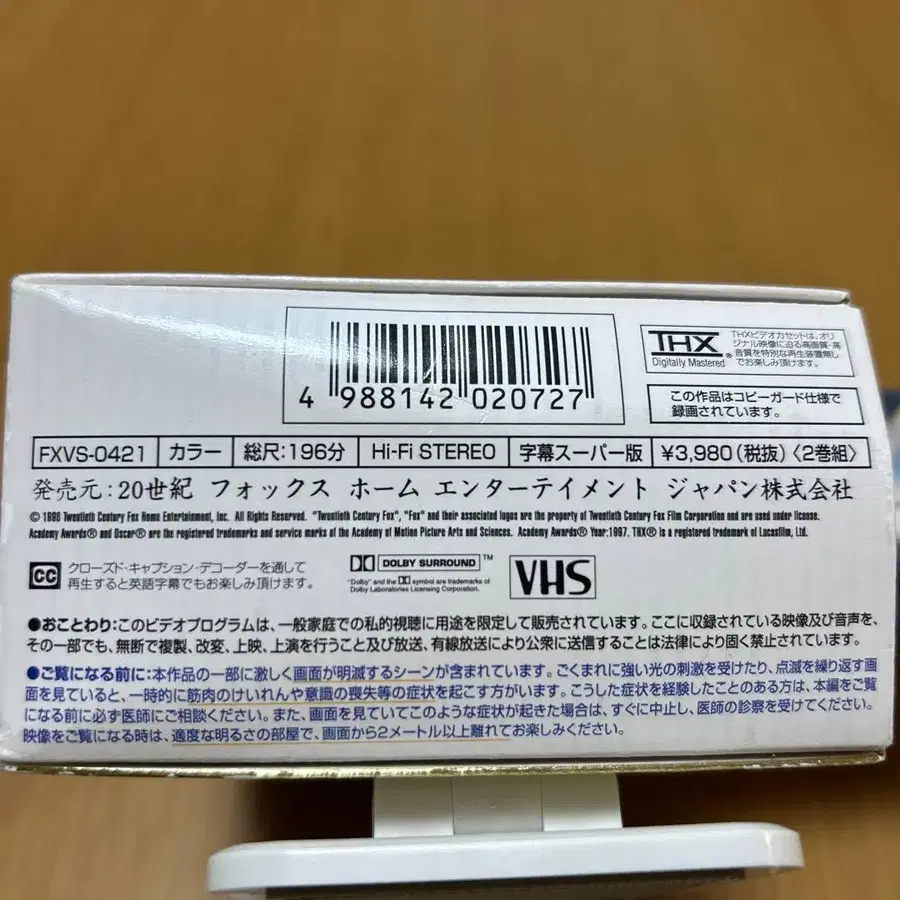 4 988142 020727
THX
Digitally Mastered
THXビデオカセットは、オリ
ジナル映像に迫る高画質・高
音質を特別な再生装置無し
でお楽しみ頂けます。
この作品はコピーガード仕様で
録画されています。
FXVS-0421 カラー 総尺:196分 Hi-Fi STEREO 字幕スーパー版 ¥3,980(税抜)〈2巻組〉
発売元:20世紀 フォックス ホーム エンターテイメント ジャパン株式会社
© 1998 Twentieth Century Fox Home Entertainment, Inc. All Rights Reserved. "Twentieth Century Fox", "Fox" and their associated logos are the property of Twentieth Century Fox Film Corporation and are used under license.
Academy Awards® and Oscar® are the registered trademarks and service marks of the Academy of Motion Picture Arts and Sciences. Academy Awards® Year:1997. THX® is a registered trademark of Lucasfilm, Ltd.
CC
クローズド・キャプション・デコーダーを通して
再生すると英語字幕でもお楽しみ頂けます。
DOLBY SURROUND™
"Dolby" and the symbol are trademarks of
Dolby Laboratories Licensing Corporation.
VHS
●おことわり:このビデオプログラムは、一般家庭での私的視聴に用途を限定して販売されています。ここに収録されている映像及び音声を、
その一部でも、無断で複製、改変、上映、上演を行うこと及び放送、有線放送により公衆に送信することは法律により固く禁止されています。
●ご覧になる前に:本作品の一部に激しく画面が明滅するシーンが含まれています。ごくまれに強い光の刺激を受けたり、点滅を繰り返す画
面を見ていると、一時的に筋肉のけいれんや意識の喪失等の症状を起こす方がいます。こうした症状を経験したことのある方は、本編をご覧
になる前に必ず医師にご相談ください。また、画面を見ていてこのような症状が起きた場合は、すぐに中止し、医師の診察を受けてください。
映像をご覧になる時は、適度な明るさの部屋で、画面から2メートル以上離れてお楽しみください。